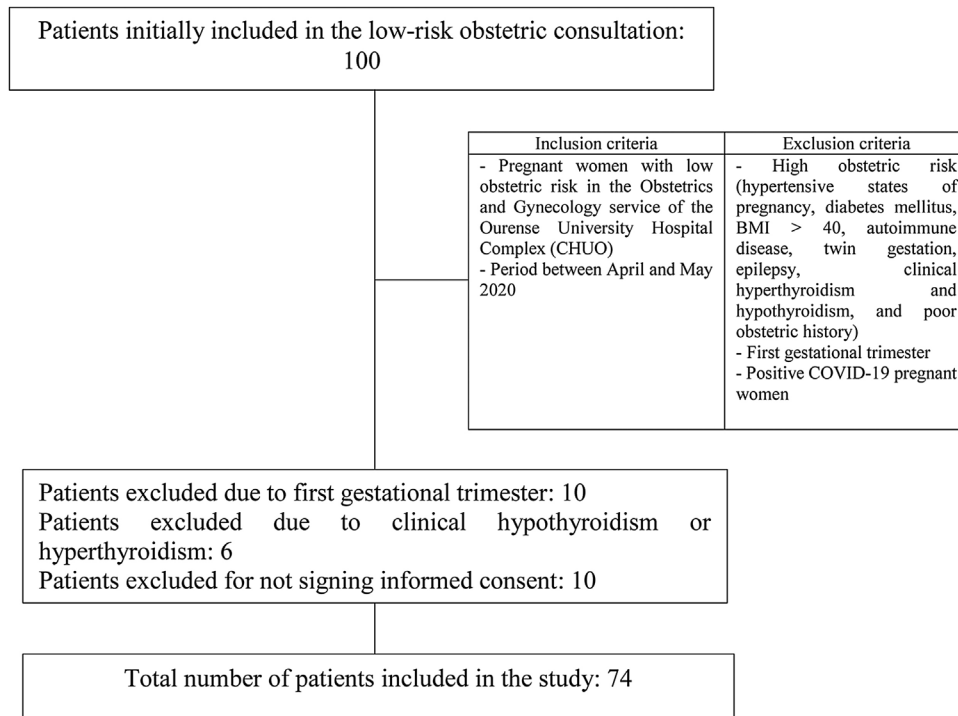 Patients initially included in the low-risk obstetric consultation:
100
Inclusion criteria
- Pregnant women with low
obstetric risk in the Obstetrics
and Gynecology service of the
Ourense University Hospital
Complex (CHUO)
- Period between April and May
2020
Exclusion criteria
- High obstetric risk
(hypertensive states of
pregnancy, diabetes mellitus,
BMI > 40, autoimmune
disease, twin gestation,
epilepsy, clinical
hyperthyroidism and
hypothyroidism, and poor
obstetric history)
- First gestational trimester
- Positive COVID-19 pregnant
women
Patients excluded due to first gestational trimester: 10
Patients excluded due to clinical hypothyroidism or
hyperthyroidism: 6
Patients excluded for not signing informed consent: 10
Total number of patients included in the study: 74